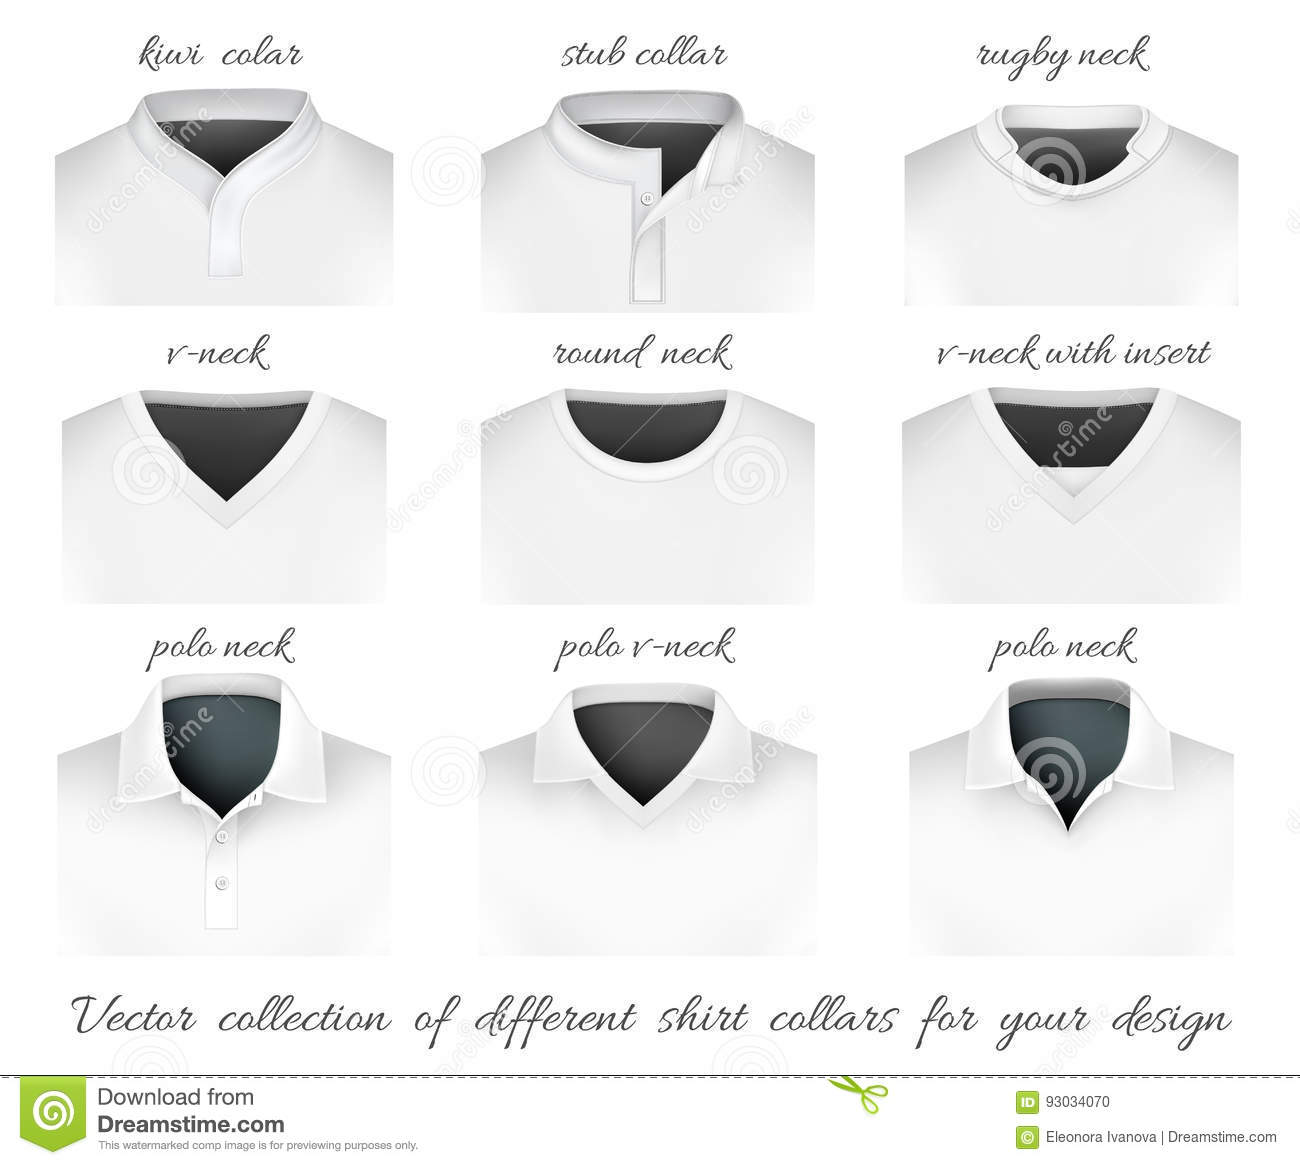 kiwi colar stub collar rugby neck
v-neck round neck v-neck with insert
polo neck polo v-neck polo neck
Vector collection of different shirt collars for your design
Download from
Dreamstime.com
This watermarked comp image is for previewing purposes only.
ID 93034070
© Eleonora Ivanova | Dreamstime.com
dreamstime